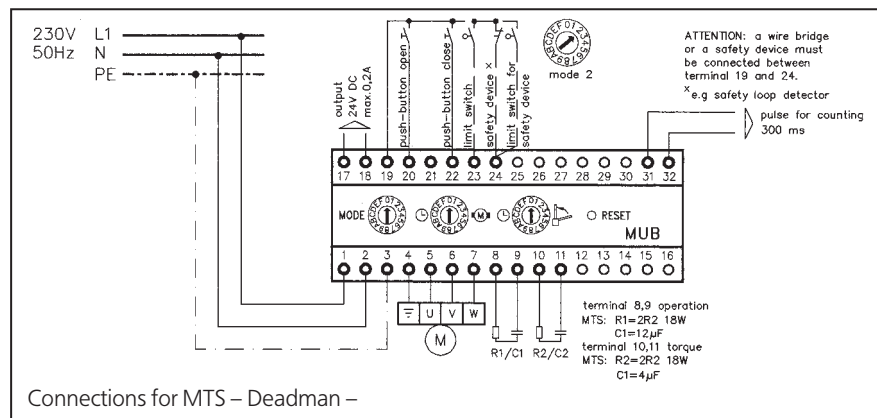 230V L1
50Hz N
PE
output
24V DC
max.0,2A
push-button open
push-button close
limit switch
safety device x
limit switch for
safety device
mode 2
ATTENTION: a wire bridge
or a safety device must
be connected between
terminal 19 and 24.
x e.g safety loop detector
pulse for counting
300 ms
17 18 19 20 21 22 23 24 25 26 27 28 29 30 31 32
MODE
M
RESET
MUB
1 2 3 4 5 6 7 8 9 10 11 12 13 14 15 16
U V W
M
R1/C1 R2/C2
terminal 8,9 operation
MTS: R1=2R2 18W
C1=12µF
terminal 10,11 torque
MTS: R2=2R2 18W
C1=4µF
Connections for MTS – Deadman –